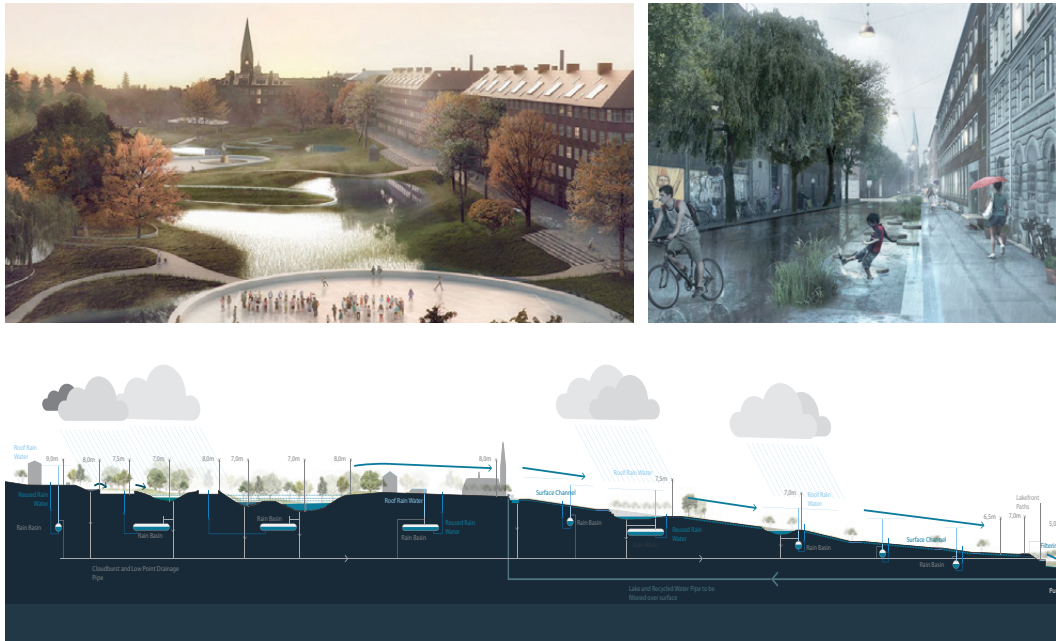 Roof Rain
Water
9,0m
8,0m
7,5m
7,0m
8,0m
7,0m
7,0m
8,0m
8,0m
Roof Rain Water
7,5m
7,0m
Roof Rain
Water
Lakefront
Paths
6,5m
7,0m
5,0
Reused Rain
Water
Rain Basin
Rain Basin
Rain Basin
Roof Rain Water
Rain Basin
Reused Rain
Water
Surface Channel
Rain Basin
Rain Basin
Reused Rain
Water
Rain Basin
Surface Channel
Rain Basin
Filtering
Cloudburst and Low Point Drainage
Pipe
Lake and Recycled Water Pipe to be
filtered over surface
Pu